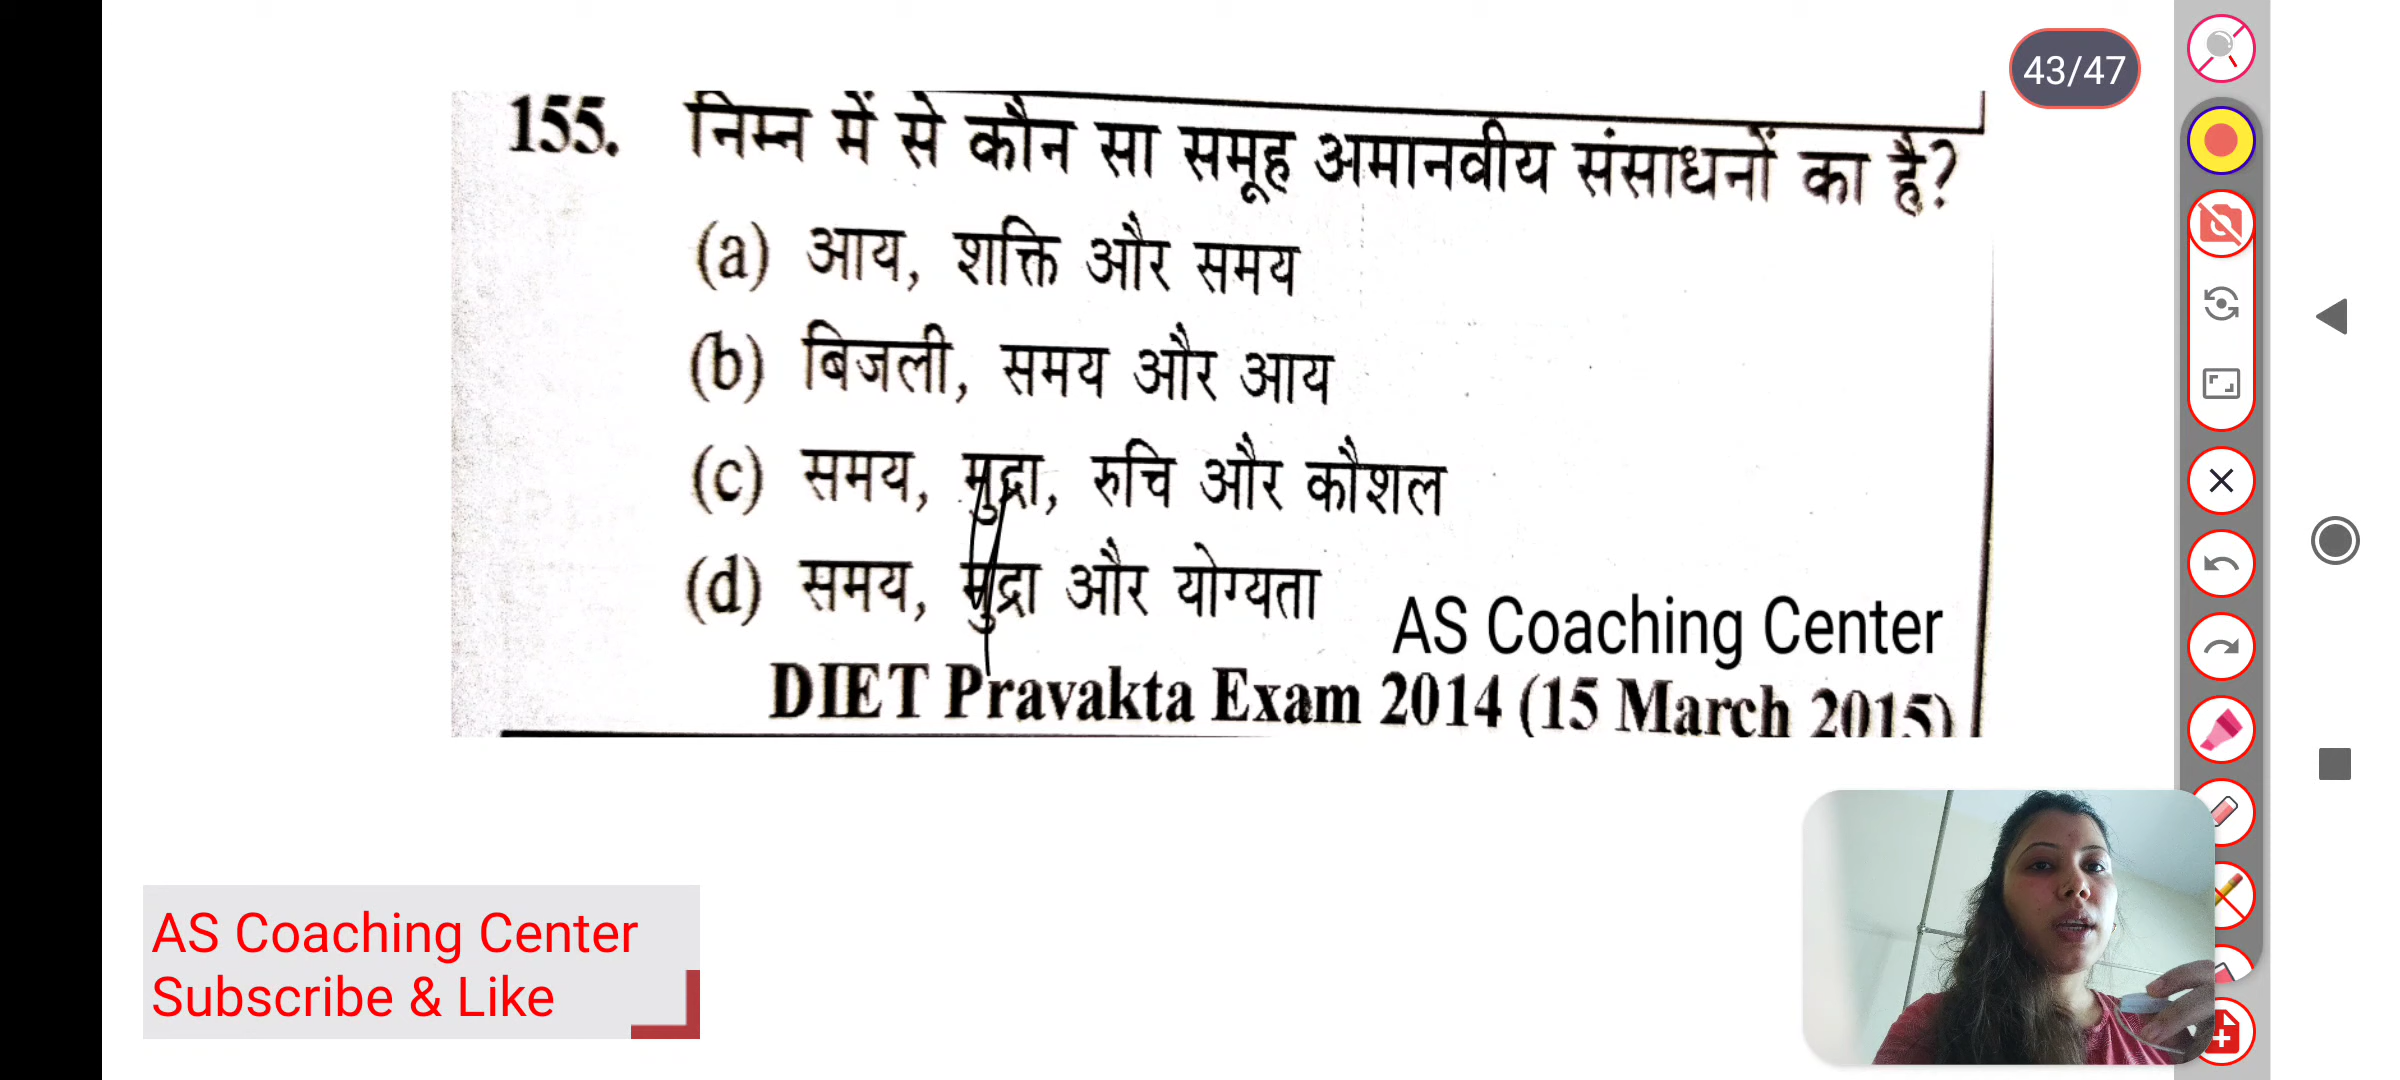 43/47
155. निम्न में से कौन सा समूह अमानवीय संसाधनों का है?
(a) आय, शक्ति और समय
(b) बिजली, समय और आय
(c) समय, मुद्रा, रुचि और कौशल
(d) समय, मुद्रा और योग्यता
AS Coaching Center
DIET Pravakta Exam 2014 (15 March 2015)
AS Coaching Center
Subscribe & Like